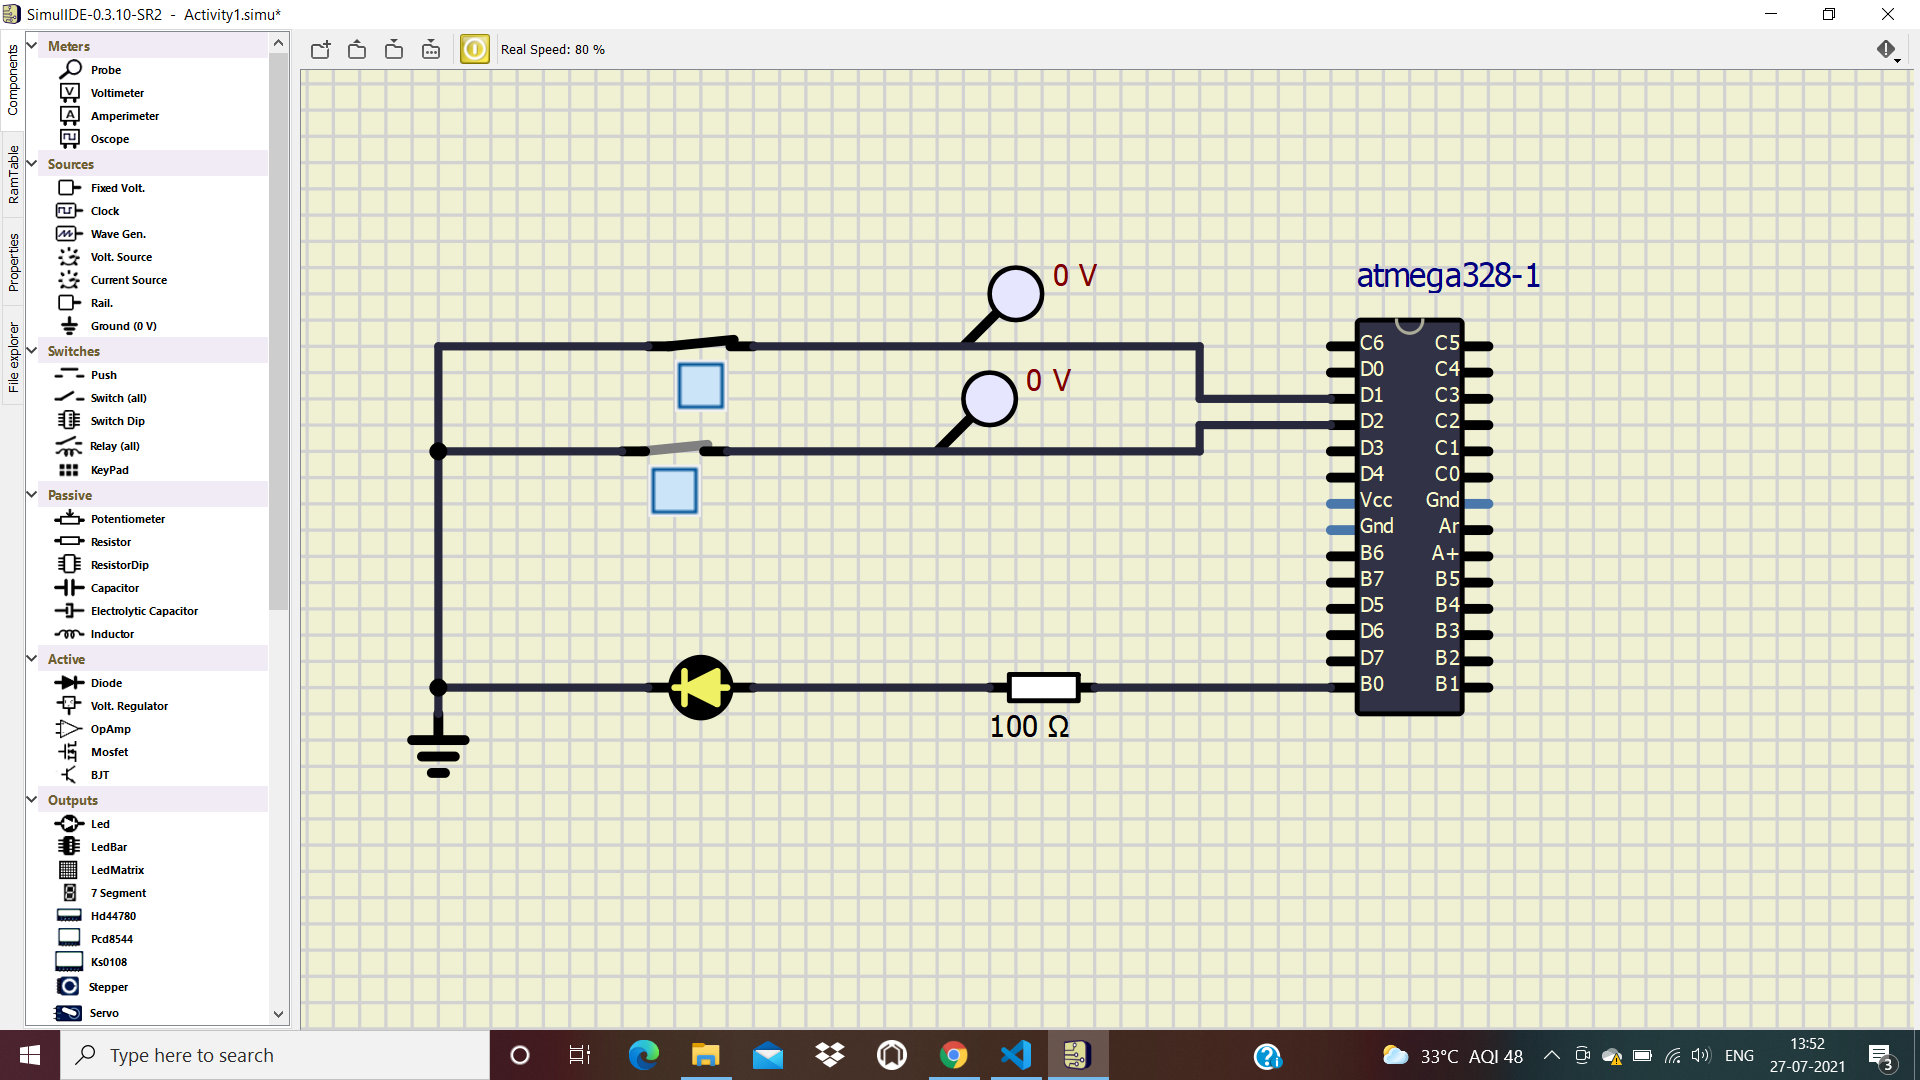 SimulIDE-0.3.10-SR2 - Activity1.simu*
Components
RamTable
Properties
File explorer
Meters
Probe
Voltimeter
Amperimeter
Oscope
Sources
Fixed Volt.
Clock
Wave Gen.
Volt. Source
Current Source
Rail.
Ground (0 V)
Switches
Push
Switch (all)
Switch Dip
Relay (all)
KeyPad
Passive
Potentiometer
Resistor
ResistorDip
Capacitor
Electrolytic Capacitor
Inductor
Active
Diode
Volt. Regulator
OpAmp
Mosfet
BJT
Outputs
Led
LedBar
LedMatrix
7 Segment
Hd44780
Pcd8544
Ks0108
Stepper
Servo
Real Speed: 80 %
0 V
0 V
100 Ω
atmega328-1
C6 C5
D0 C4
D1 C3
D2 C2
D3 C1
D4 C0
Vcc Gnd
Gnd Ar
B6 A+
B7 B5
D5 B4
D6 B3
D7 B2
B0 B1
Type here to search
33°C AQI 48
ENG
13:52
27-07-2021
3